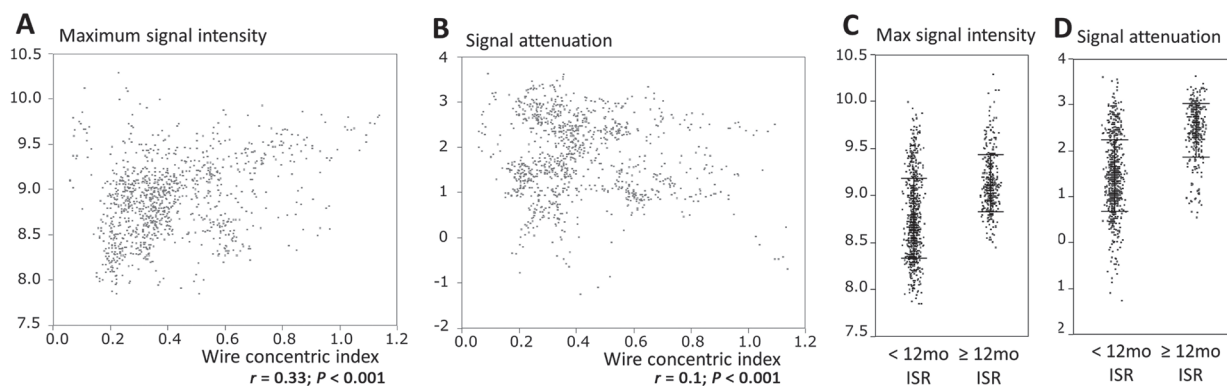 A
Maximum signal intensity
10.5
10.0
9.5
9.0
8.5
8.0
7.5
0.0 0.2 0.4 0.6 0.8 1.0 1.2
Wire concentric index
r = 0.33; P < 0.001
B
Signal attenuation
4
3
2
1
0
-1
-2
0.0 0.2 0.4 0.6 0.8 1.0 1.2
Wire concentric index
r = 0.1; P < 0.001
C
Max signal intensity
10.5
10.0
9.5
9.0
8.5
8.0
7.5
< 12mo ≥ 12mo
ISR ISR
D
Signal attenuation
4
3
2
1
0
1
2
< 12mo ≥ 12mo
ISR ISR